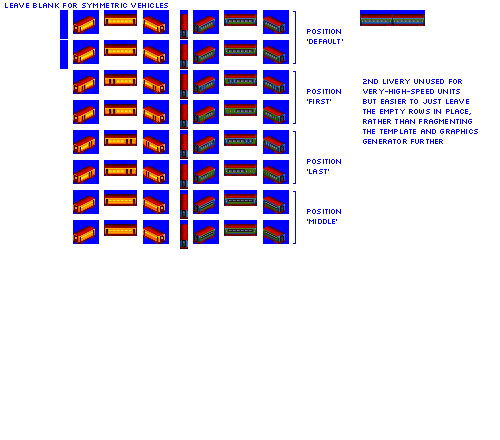 LEAVE BLANK FOR SYMMETRIC VEHICLES
POSITION
'DEFAULT'
POSITION
'FIRST'
POSITION
'LAST'
POSITION
'MIDDLE'
2ND LIVERY UNUSED FOR
VERY-HIGH-SPEED UNITS
BUT EASIER TO JUST LEAVE
THE EMPTY ROWS IN PLACE,
RATHER THAN FRAGMENTING
THE TEMPLATE AND GRAPHICS
GENERATOR FURTHER